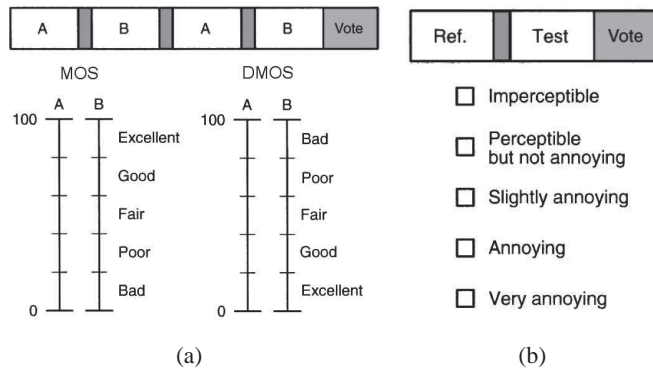 A B A B Vote
MOS DMOS
A B
100
Excellent
Good
Fair
Poor
Bad
0
A B
100
Bad
Poor
Fair
Good
Excellent
0
(a)
Ref. Test Vote
Imperceptible
Perceptible
but not annoying
Slightly annoying
Annoying
Very annoying
(b)